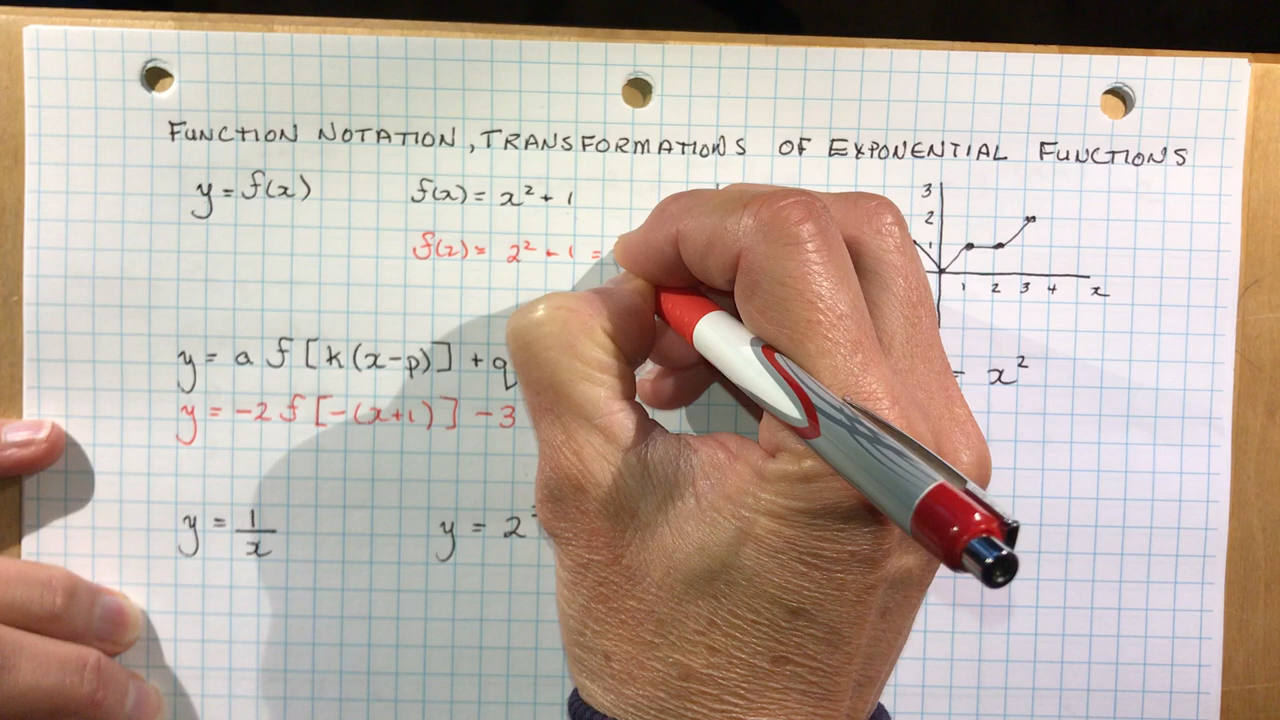 FUNCTION NOTATION, TRANSFORMATIONS OF EXPONENTIAL FUNCTIONS
y = f(x)
f(x) = x² + 1
f(2) = 2² + 1 =
3
2
1
1 2 3 4 x
y = a f [k(x-p)] + q
= x²
y = -2 f [-(x+1)] - 3
y = 1/x
y = 2